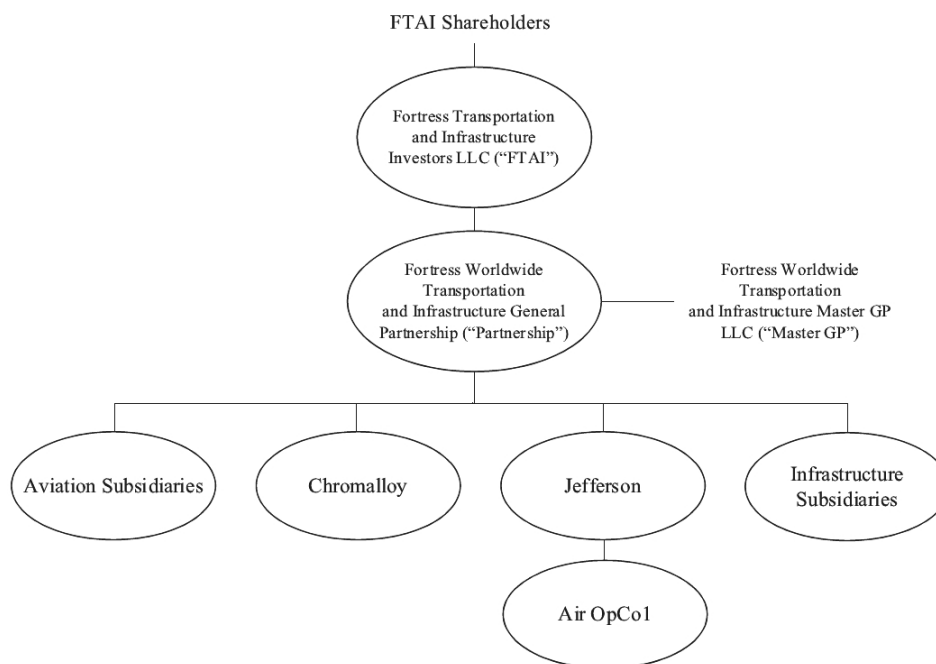 FTAI Shareholders
Fortress Transportation
and Infrastructure
Investors LLC (“FTAI”)
Fortress Worldwide
Transportation
and Infrastructure General
Partnership (“Partnership”)
Fortress Worldwide
Transportation
and Infrastructure Master GP
LLC (“Master GP”)
Aviation Subsidiaries
Chromalloy
Jefferson
Infrastructure
Subsidiaries
Air OpCo1